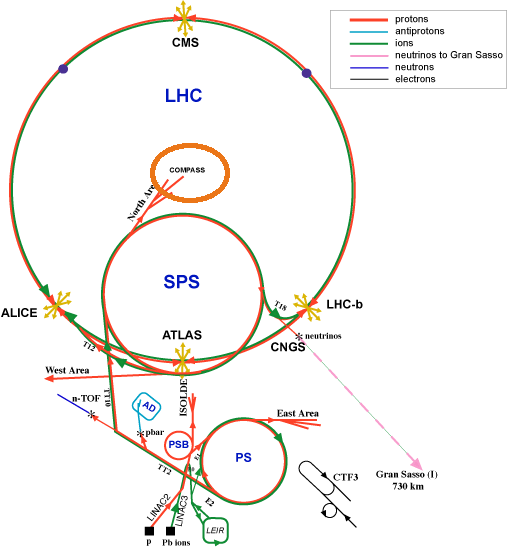 protons
antiprotons
ions
neutrinos to Gran Sasso
neutrons
electrons
CMS
LHC
COMPASS
North Area
SPS
ALICE
T12
T18
LHC-b
ATLAS
neutrinos
CNGS
West Area
TT10
n-TOF
AD
ISOLDE
East Area
pbar
PSB
PS
E1
TT2
E2
LINAC2
LINAC3
LEIR
P
Pb ions
CTF3
Gran Sasso (I)
730 km